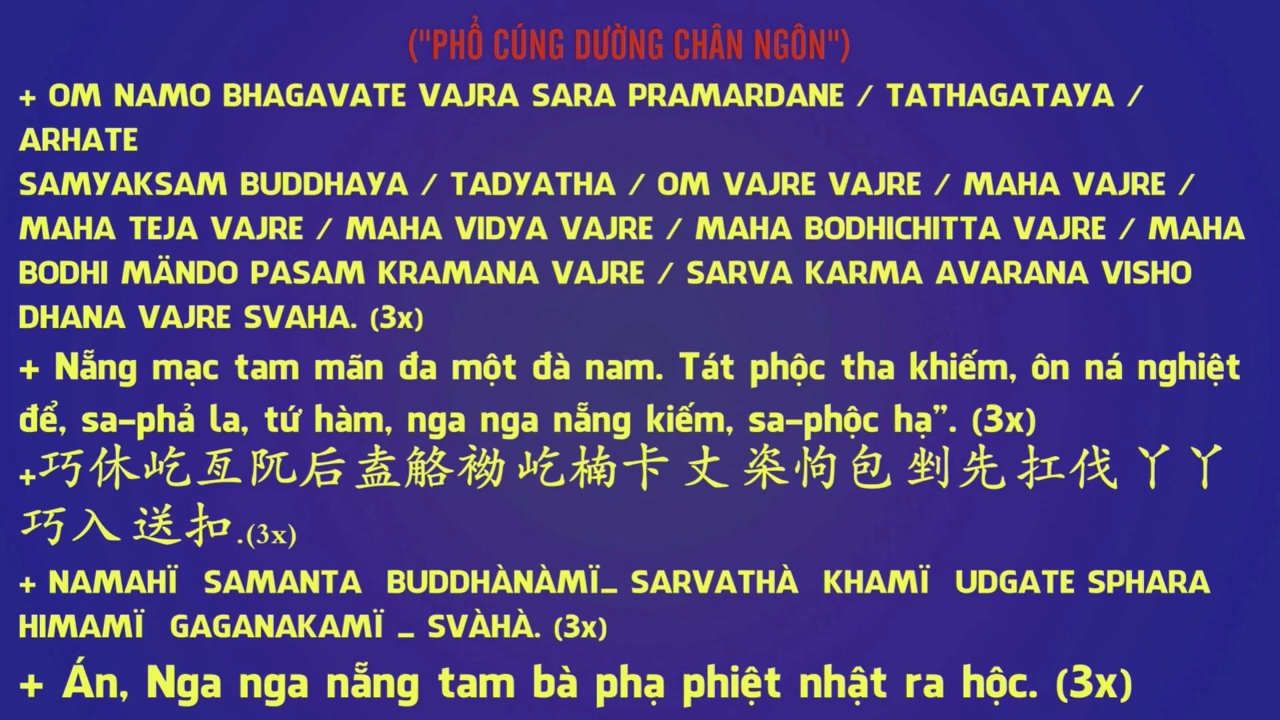 ("PHỔ CÚNG DƯỜNG CHÂN NGÔN")
+ OM NAMO BHAGAVATE VAJRA SARA PRAMARDANE / TATHAGATAYA /
ARHATE
SAMYAKSAM BUDDHAYA / TADYATHA / OM VAJRE VAJRE / MAHA VAJRE /
MAHA TEJA VAJRE / MAHA VIDYA VAJRE / MAHA BODHICHITTA VAJRE / MAHA
BODHI MÄNDO PASAM KRAMANA VAJRE / SARVA KARMA AVARANA VISHO
DHANA VAJRE SVAHA. (3x)
+ Nẵng mạc tam mãn đa một đà nam. Tát phộc tha khiếm, ôn ná nghiệt
để, sa-phả la, tứ hàm, nga nga nẵng kiếm, sa-phộc hạ”. (3x)
+巧休屹亙阢后盍觡袎屹楠卡丈楶怐包剉先扛伐丫丫
巧入送扣.(3x)
+ NAMAHÏ SAMANTA BUDDHÀNÀMÏ_ SARVATHÀ KHAMÏ UDGATE SPHARA
HIMAMÏ GAGANAKAMÏ _ SVÀHÀ. (3x)
+ Án, Nga nga nẵng tam bà phạ phiệt nhật ra hộc. (3x)